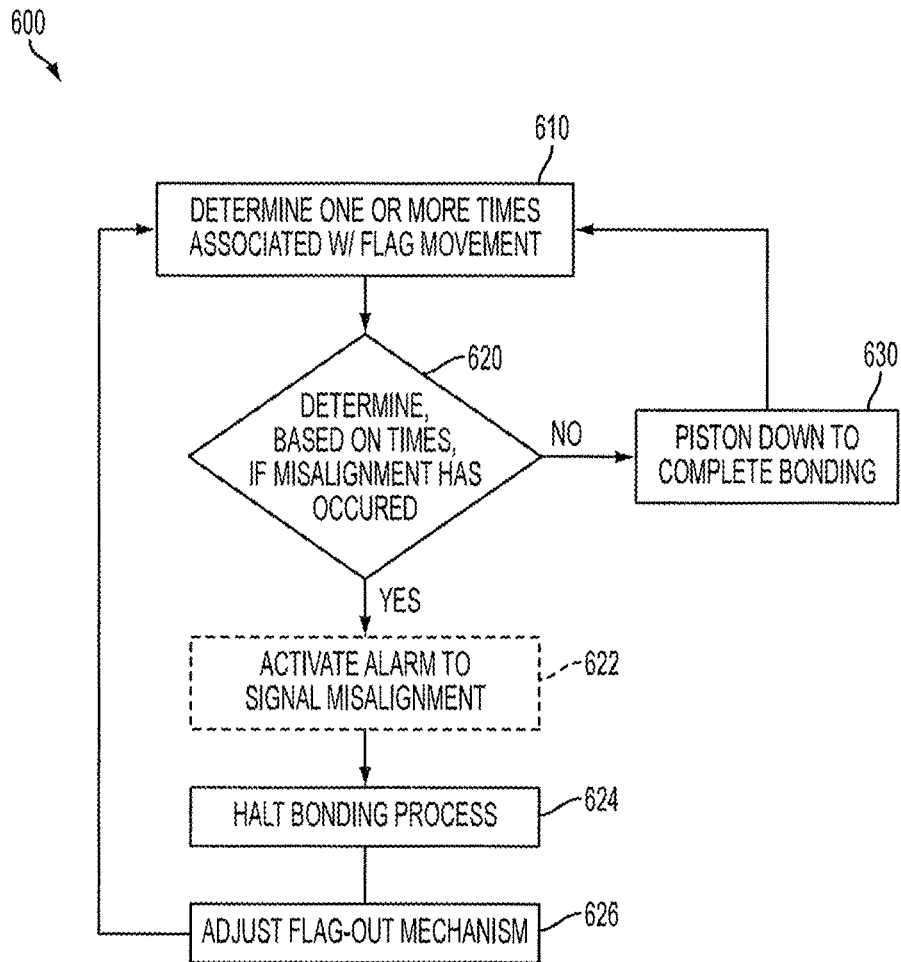 600
610
DETERMINE ONE OR MORE TIMES
ASSOCIATED W/ FLAG MOVEMENT
620
DETERMINE,
BASED ON TIMES,
IF MISALIGNMENT HAS
OCCURED
NO
630
PISTON DOWN TO
COMPLETE BONDING
YES
ACTIVATE ALARM TO
SIGNAL MISALIGNMENT
622
HALT BONDING PROCESS
624
ADJUST FLAG-OUT MECHANISM
626